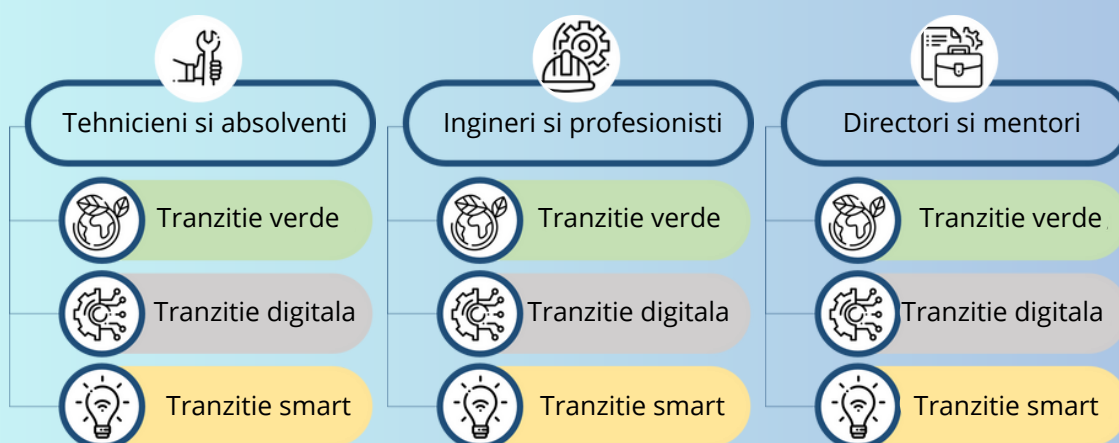 Tehnicieni si absolventi
Tranzitie verde
Tranzitie digitala
Tranzitie smart
Ingineri si profesionisti
Tranzitie verde
Tranzitie digitala
Tranzitie smart
Directori si mentori
Tranzitie verde
Tranzitie digitala
Tranzitie smart